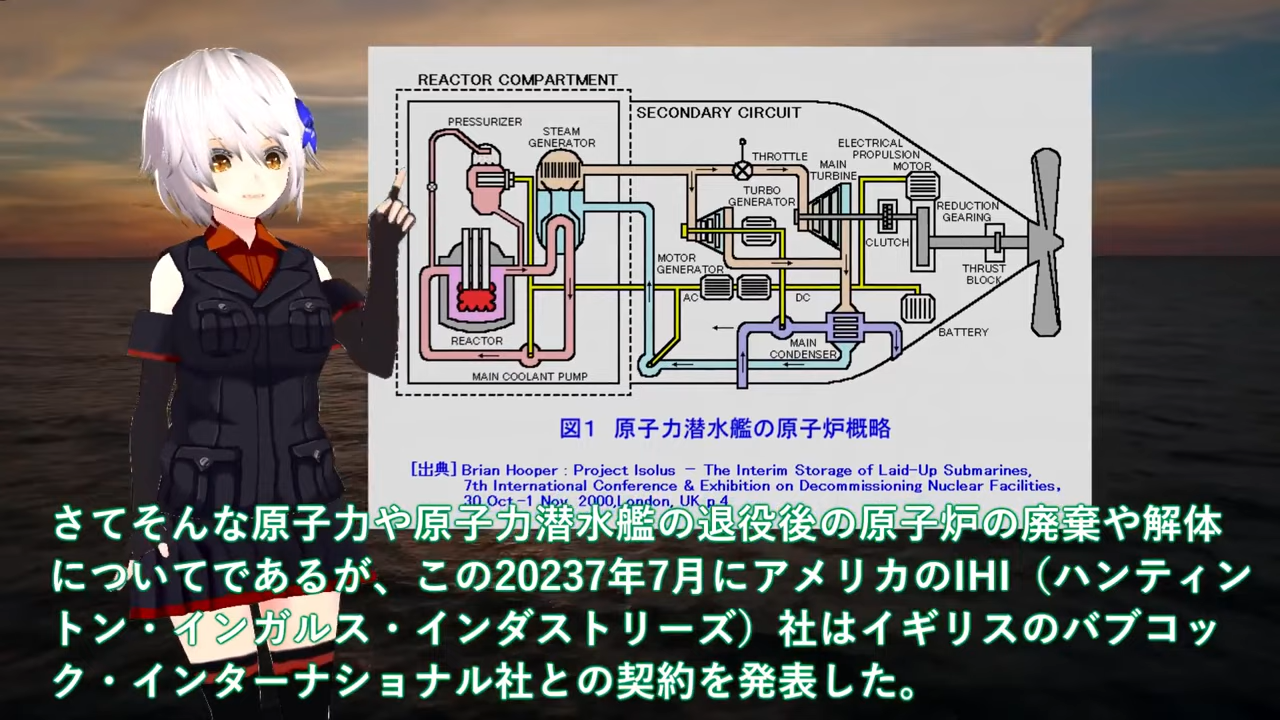 REACTOR COMPARTMENT
SECONDARY CIRCUIT
PRESSURIZER
STEAM
GENERATOR
THROTTLE
MAIN
TURBINE
ELECTRICAL
PROPULSION
MOTOR
TURBO
GENERATOR
REDUCTION
GEARING
CLUTCH
MOTOR
GENERATOR
THRUST
BLOCK
AC
DC
REACTOR
MAIN
CONDENSER
BATTERY
MAIN COOLANT PUMP
図1 原子力潜水艦の原子炉概略
[出典] Brian Hooper : Project Isolus － The Interim Storage of Laid-Up Submarines,
7th International Conference & Exhibition on Decommissioning Nuclear Facilities,
30 Oct.-1 Nov. 2000,London, UK p.4
さてそんな原子力や原子力潜水艦の退役後の原子炉の廃棄や解体
についてであるが、この20237年7月にアメリカのIHI（ハンティン
トン・インガルス・インダストリーズ）社はイギリスのバブコッ
ク・インターナショナル社との契約を発表した。